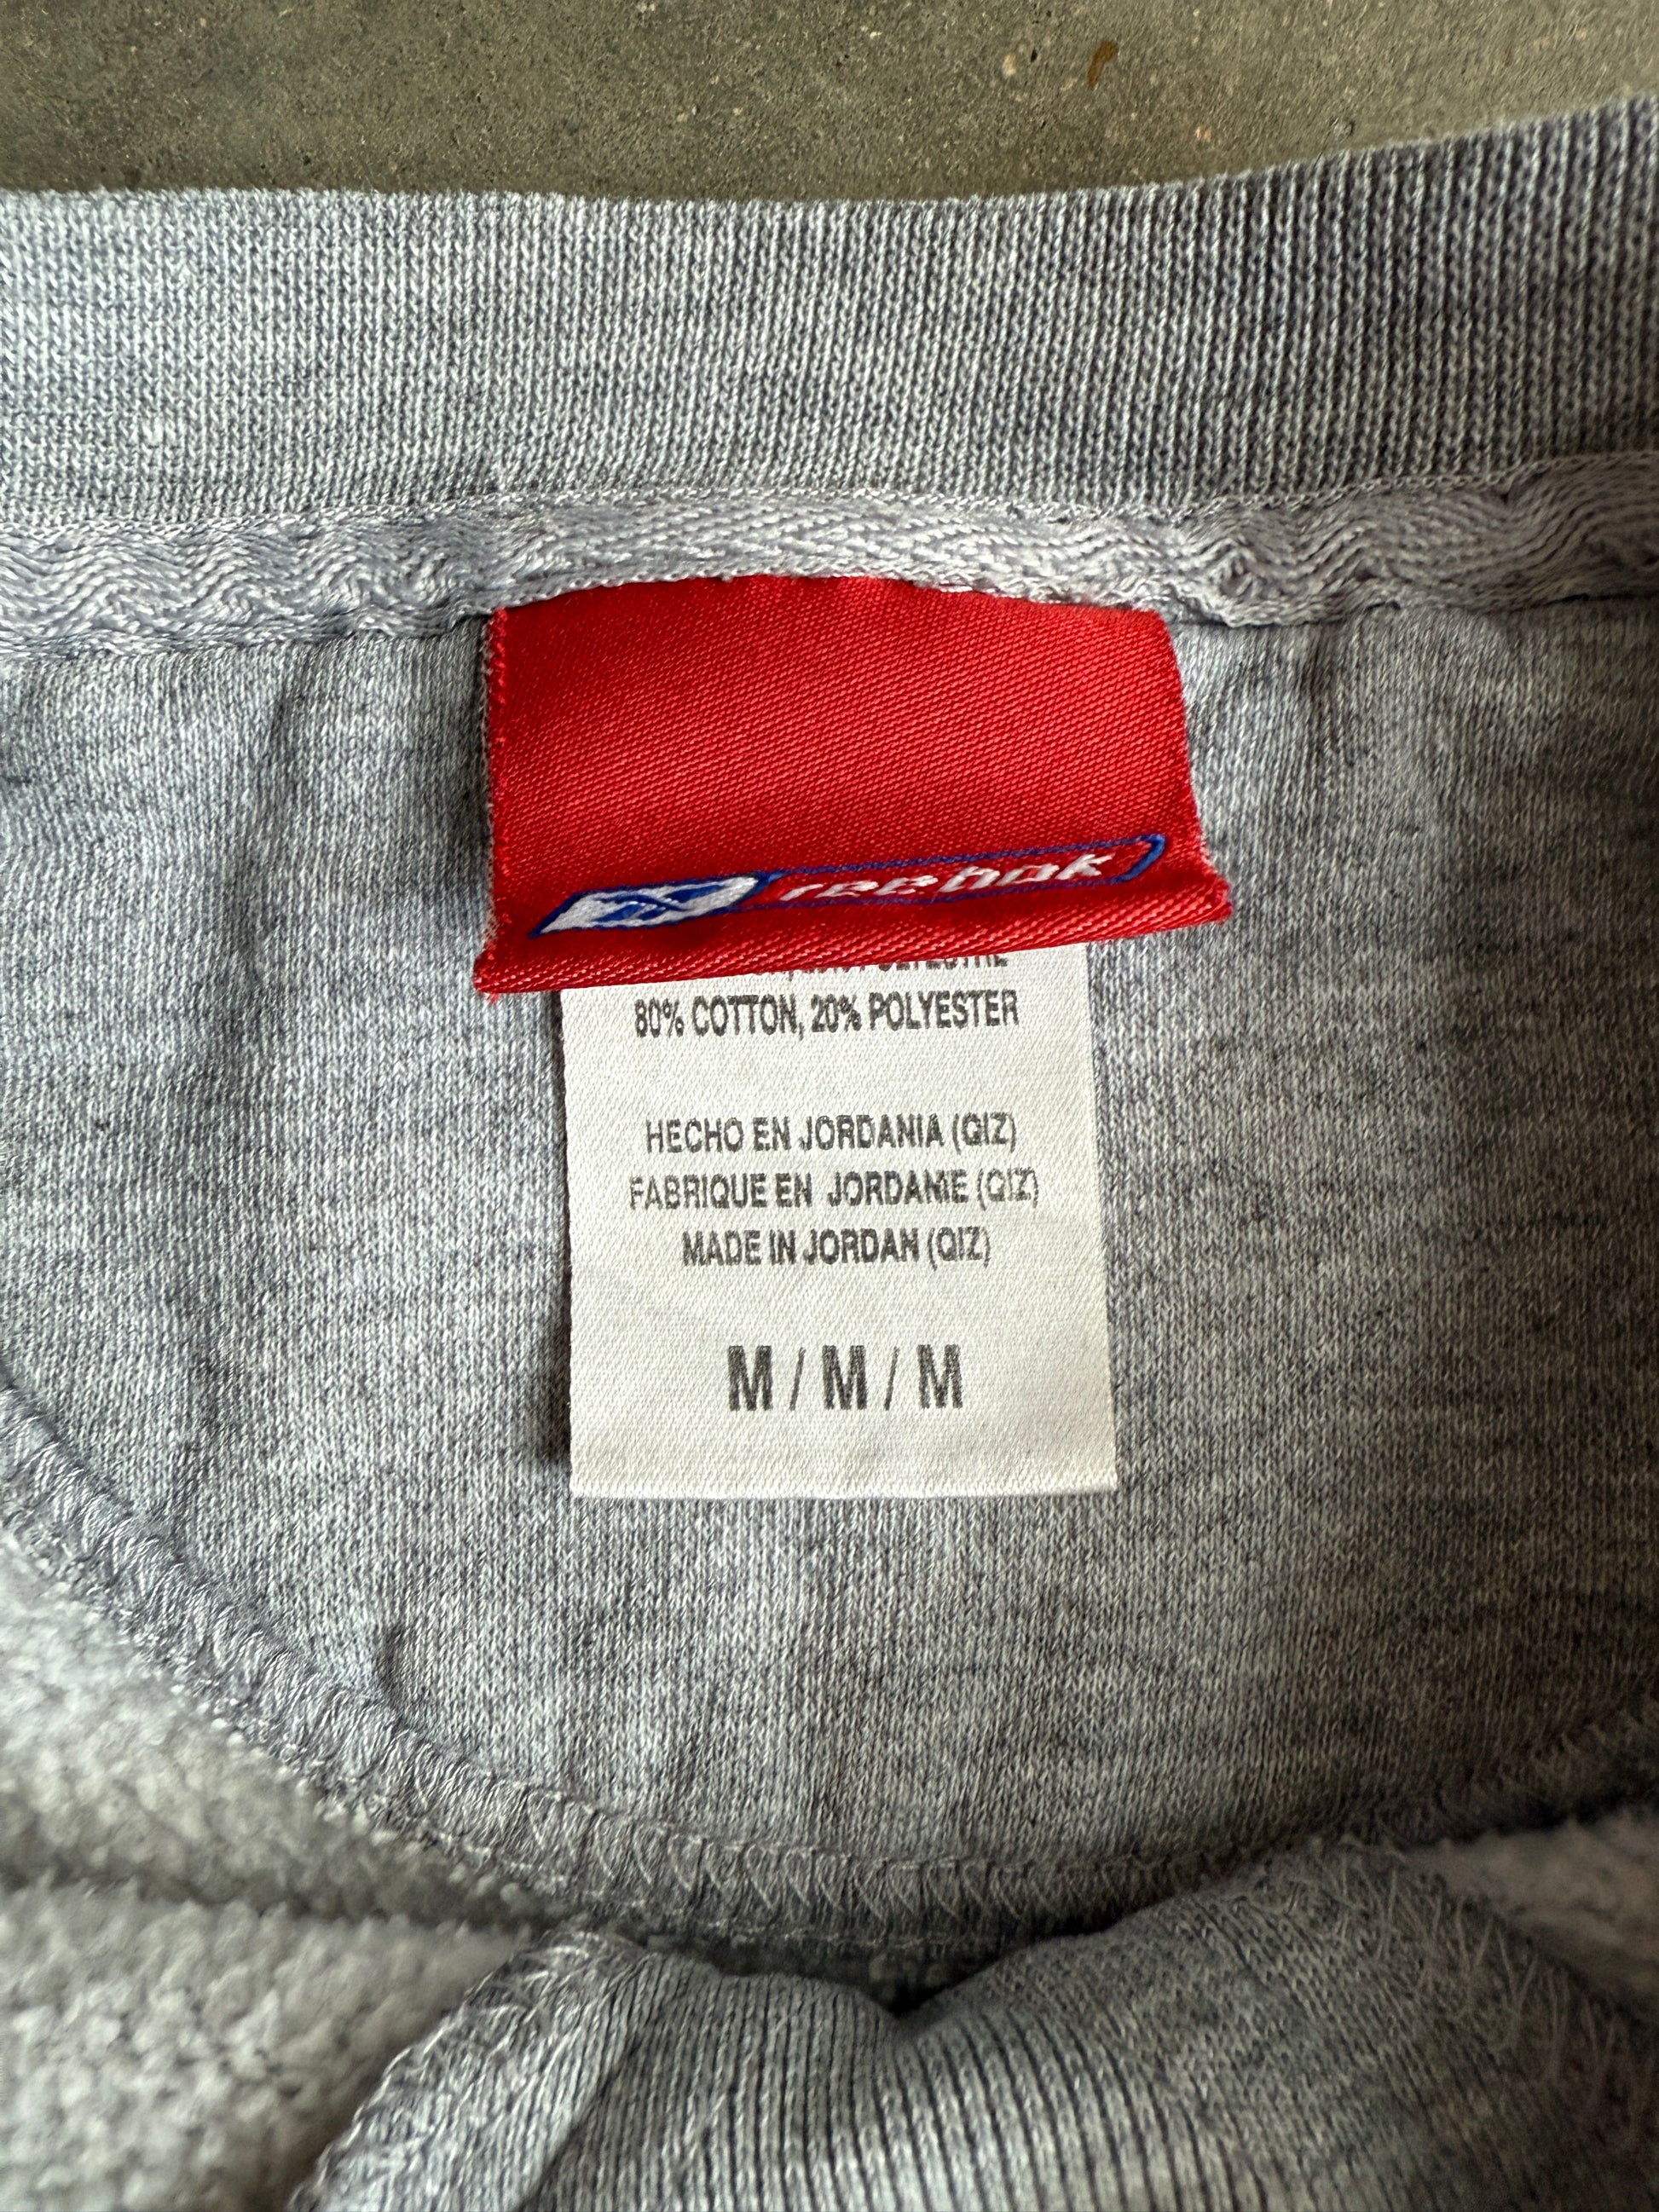 reebok
80% COTTON, 20% POLYESTER
HECHO EN JORDANIA (QIZ)
FABRIQUE EN JORDANIE (QIZ)
MADE IN JORDAN (QIZ)
M / M / M